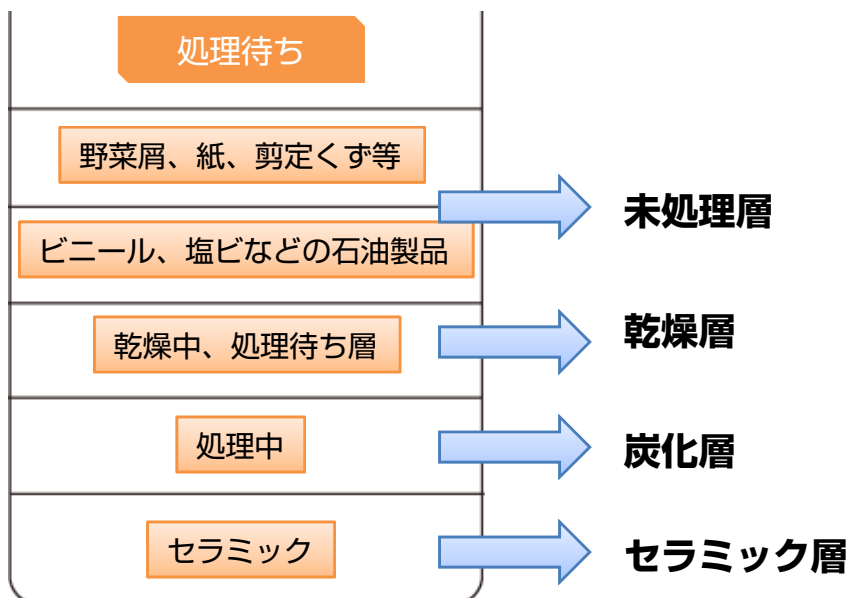 処理待ち
野菜屑、紙、剪定くず等
未処理層
ビニール、塩ビなどの石油製品
乾燥中、処理待ち層
乾燥層
処理中
炭化層
セラミック
セラミック層